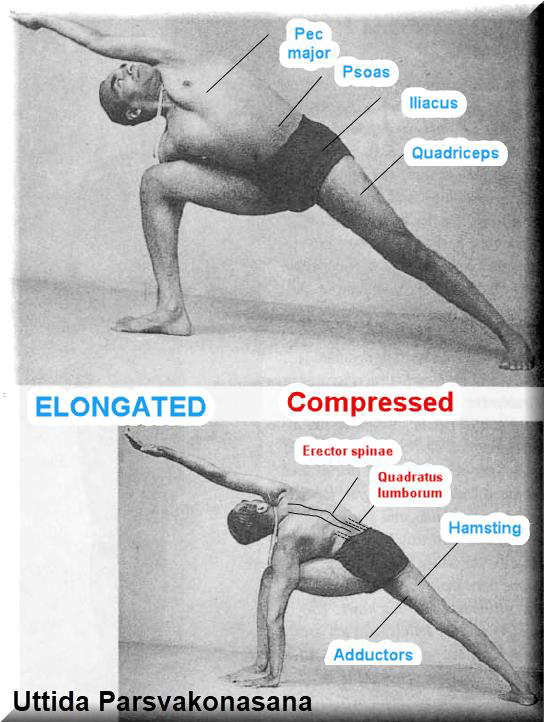 Pec
major
Psoas
Iliacus
Quadriceps
ELONGATED
Compressed
Erector spinae
Quadratus
lumborum
Hamsting
Adductors
Uttida Parsvakonasana